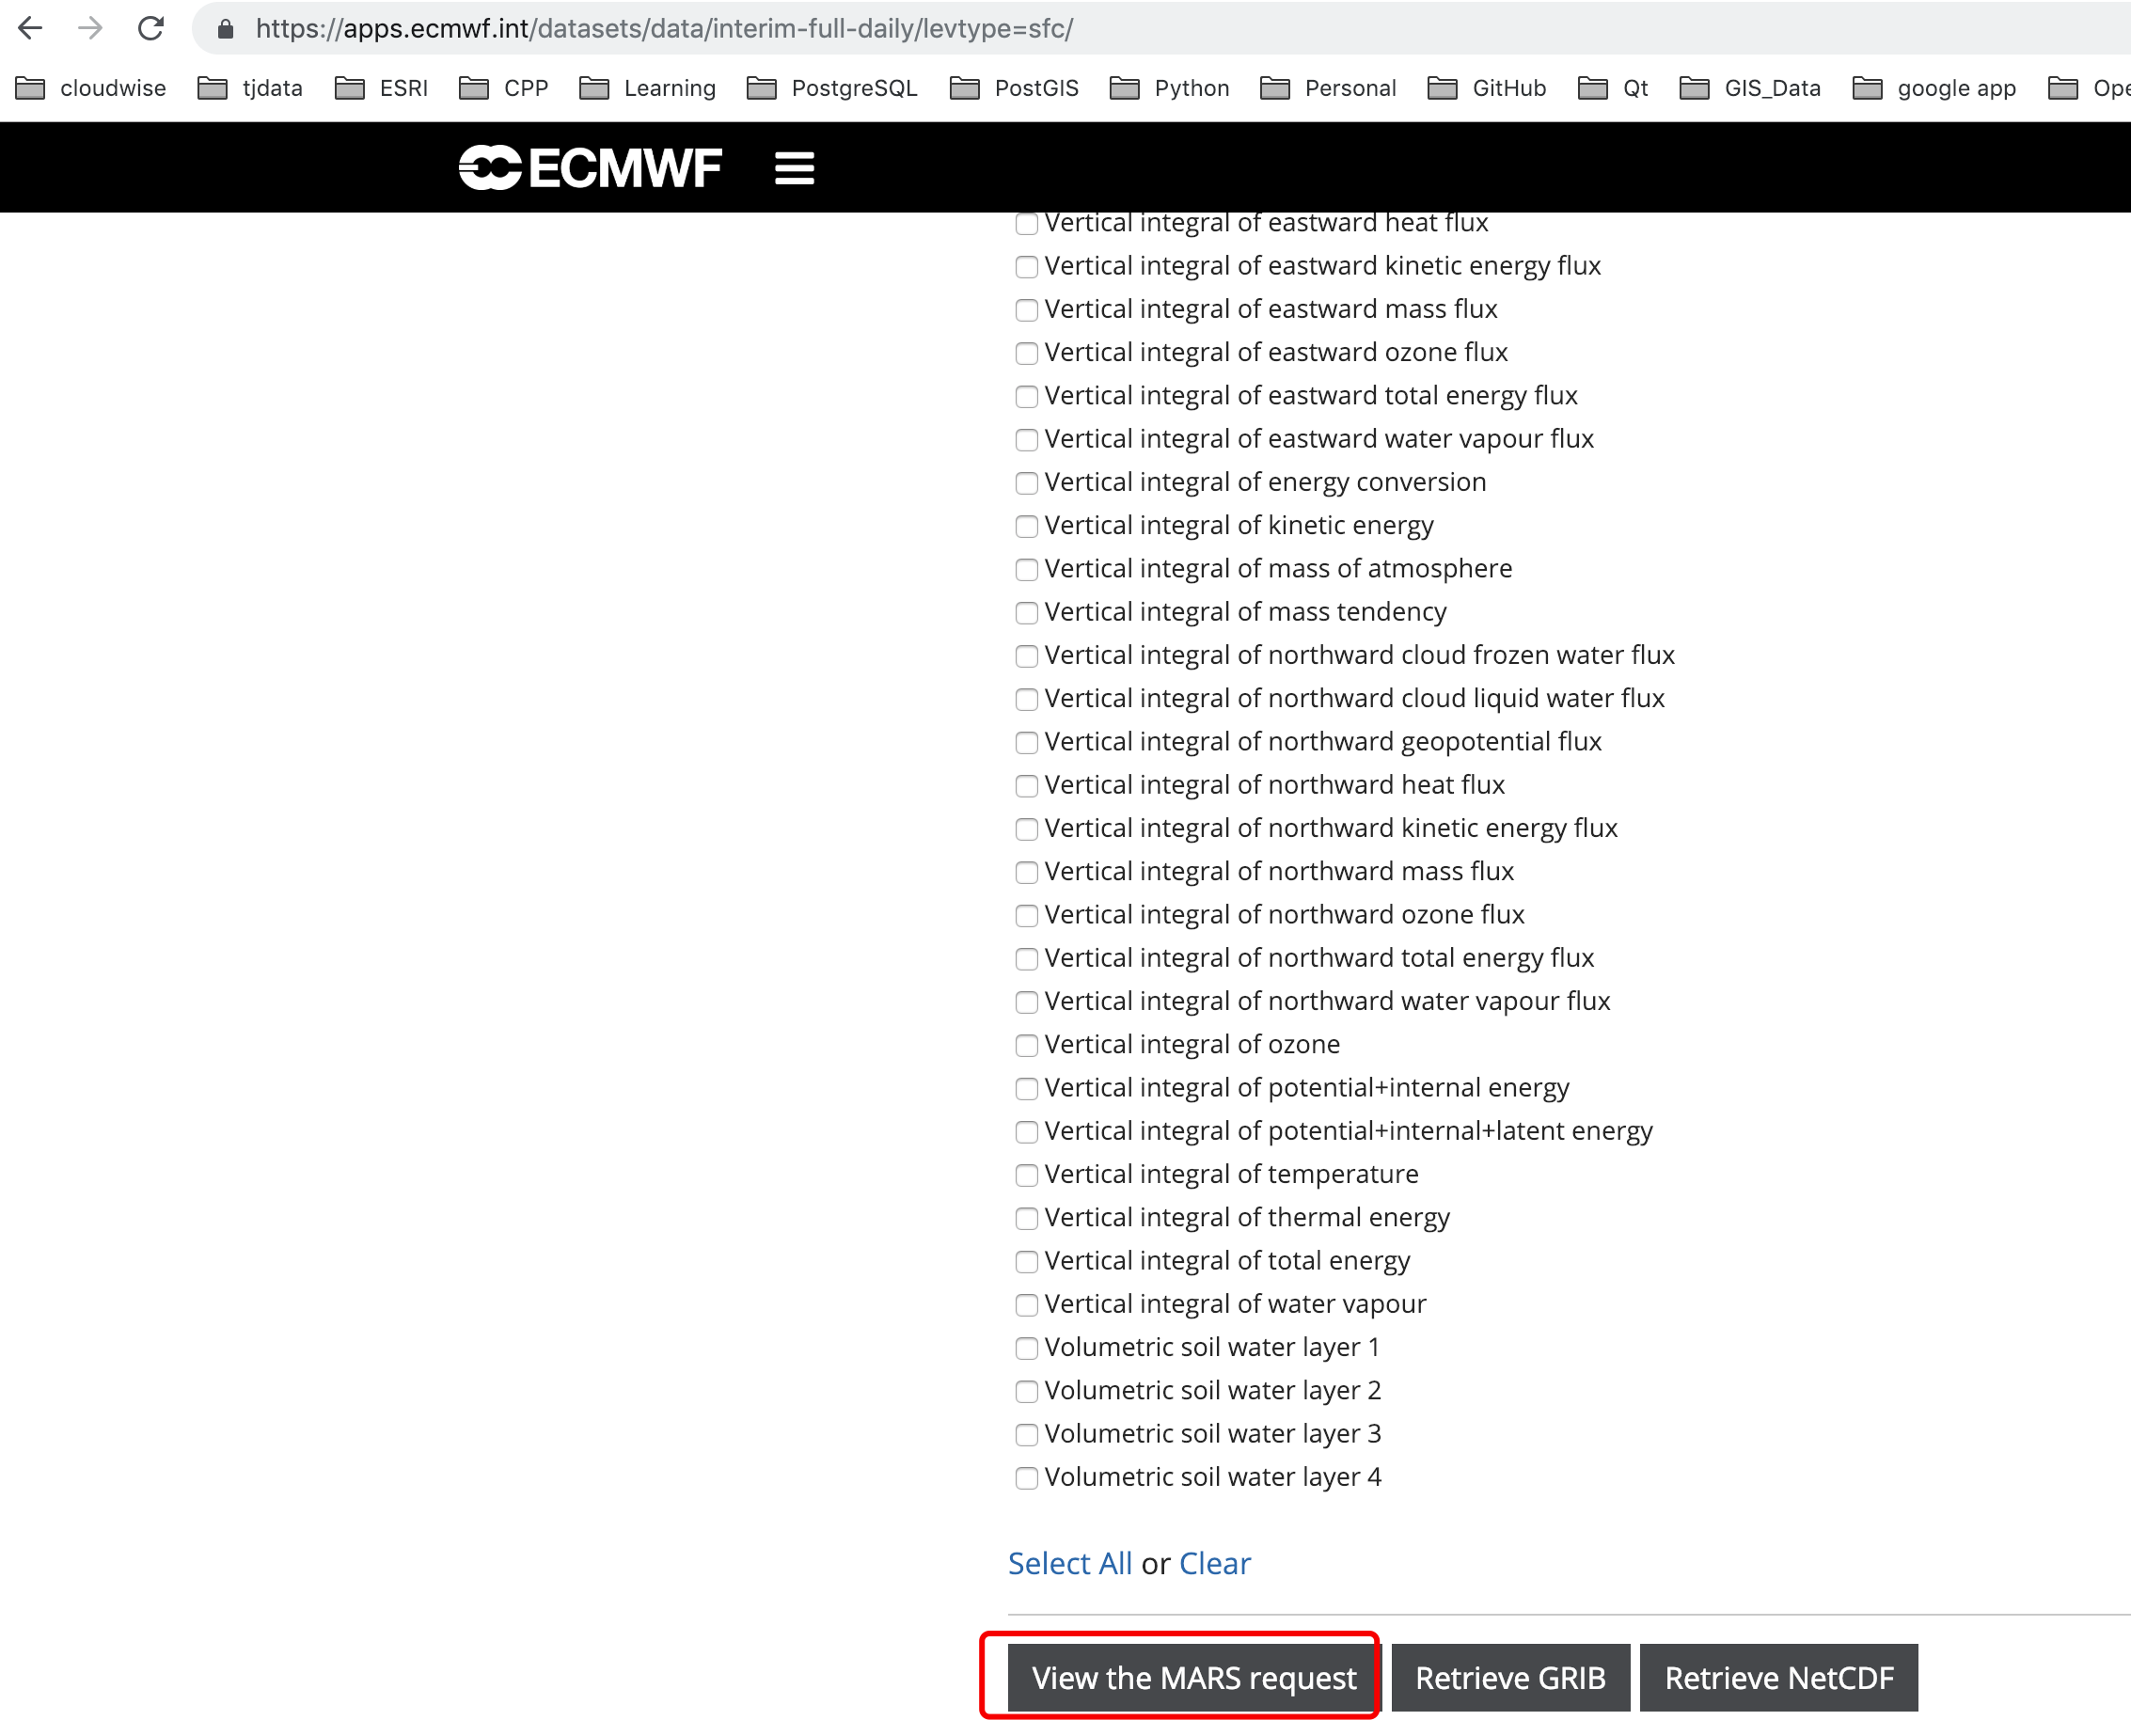 https://apps.ecmwf.int/datasets/data/interim-full-daily/levtype=sfc/
cloudwise tjdata ESRI CPP Learning PostgreSQL PostGIS Python Personal GitHub Qt GIS_Data google app
ECMWF
Vertical integral of eastward heat flux
Vertical integral of eastward kinetic energy flux
Vertical integral of eastward mass flux
Vertical integral of eastward ozone flux
Vertical integral of eastward total energy flux
Vertical integral of eastward water vapour flux
Vertical integral of energy conversion
Vertical integral of kinetic energy
Vertical integral of mass of atmosphere
Vertical integral of mass tendency
Vertical integral of northward cloud frozen water flux
Vertical integral of northward cloud liquid water flux
Vertical integral of northward geopotential flux
Vertical integral of northward heat flux
Vertical integral of northward kinetic energy flux
Vertical integral of northward mass flux
Vertical integral of northward ozone flux
Vertical integral of northward total energy flux
Vertical integral of northward water vapour flux
Vertical integral of ozone
Vertical integral of potential+internal energy
Vertical integral of potential+internal+latent energy
Vertical integral of temperature
Vertical integral of thermal energy
Vertical integral of total energy
Vertical integral of water vapour
Volumetric soil water layer 1
Volumetric soil water layer 2
Volumetric soil water layer 3
Volumetric soil water layer 4
Select All or Clear
View the MARS request Retrieve GRIB Retrieve NetCDF